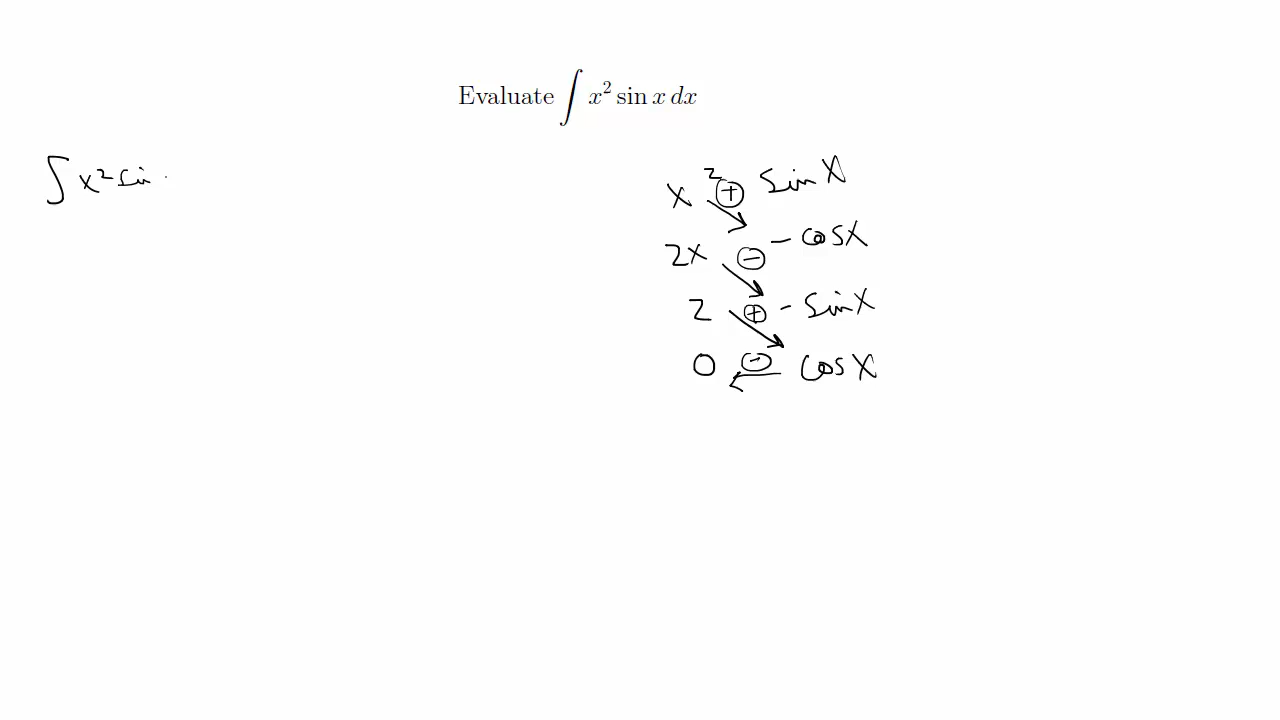 Evaluate ∫ x² sin x dx
∫ x² sin
x² ⊕ sin x
2x ⊖ - cos x
2 ⊕ - sin x
0 ⊖ cos x